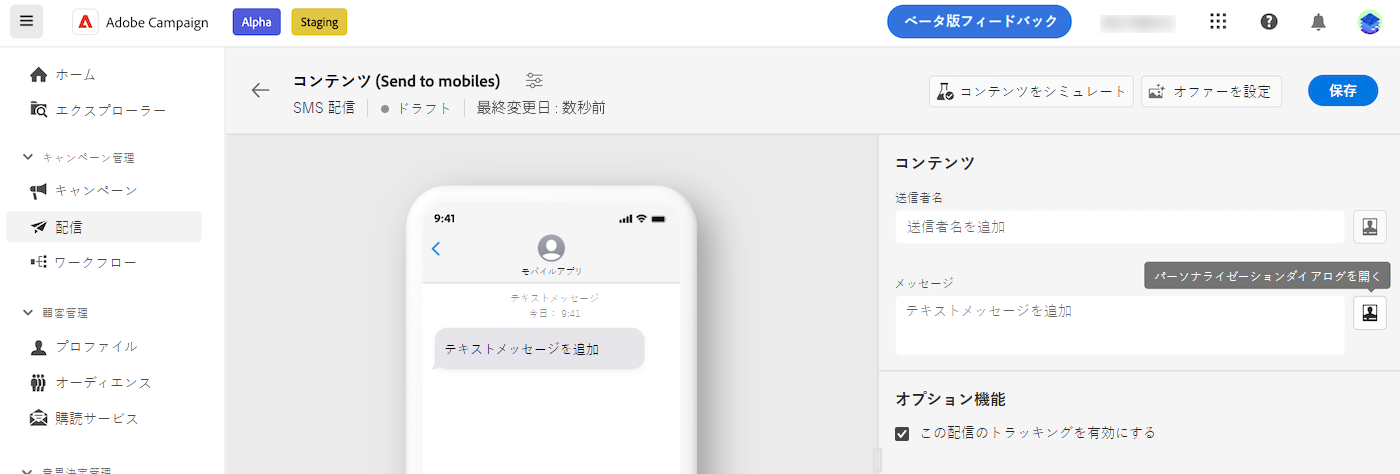 Adobe Campaign
Alpha
Staging
ベータ版フィードバック
ホーム
エクスプローラー
キャンペーン管理
キャンペーン
配信
ワークフロー
顧客管理
プロファイル
オーディエンス
購読サービス
意思決定管理
コンテンツ (Send to mobiles)
SMS 配信
ドラフト
最終変更日 : 数秒前
コンテンツをシミュレート
オファーを設定
保存
9:41
モバイルアプリ
テキストメッセージ
今日： 9:41
テキストメッセージを追加
コンテンツ
送信者名
送信者名を追加
パーソナライゼーションダイアログを開く
メッセージ
テキストメッセージを追加
オプション機能
この配信のトラッキングを有効にする